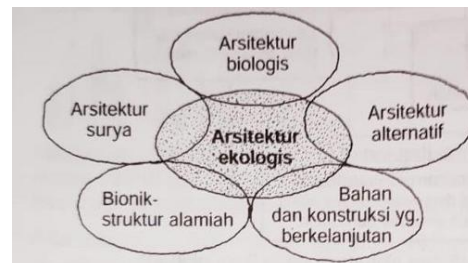 Arsitektur
biologis
Arsitektur
surya
Arsitektur
alternatif
Arsitektur
ekologis
Bionik-
struktur alamiah
Bahan
dan konstruksi yg.
berkelanjutan